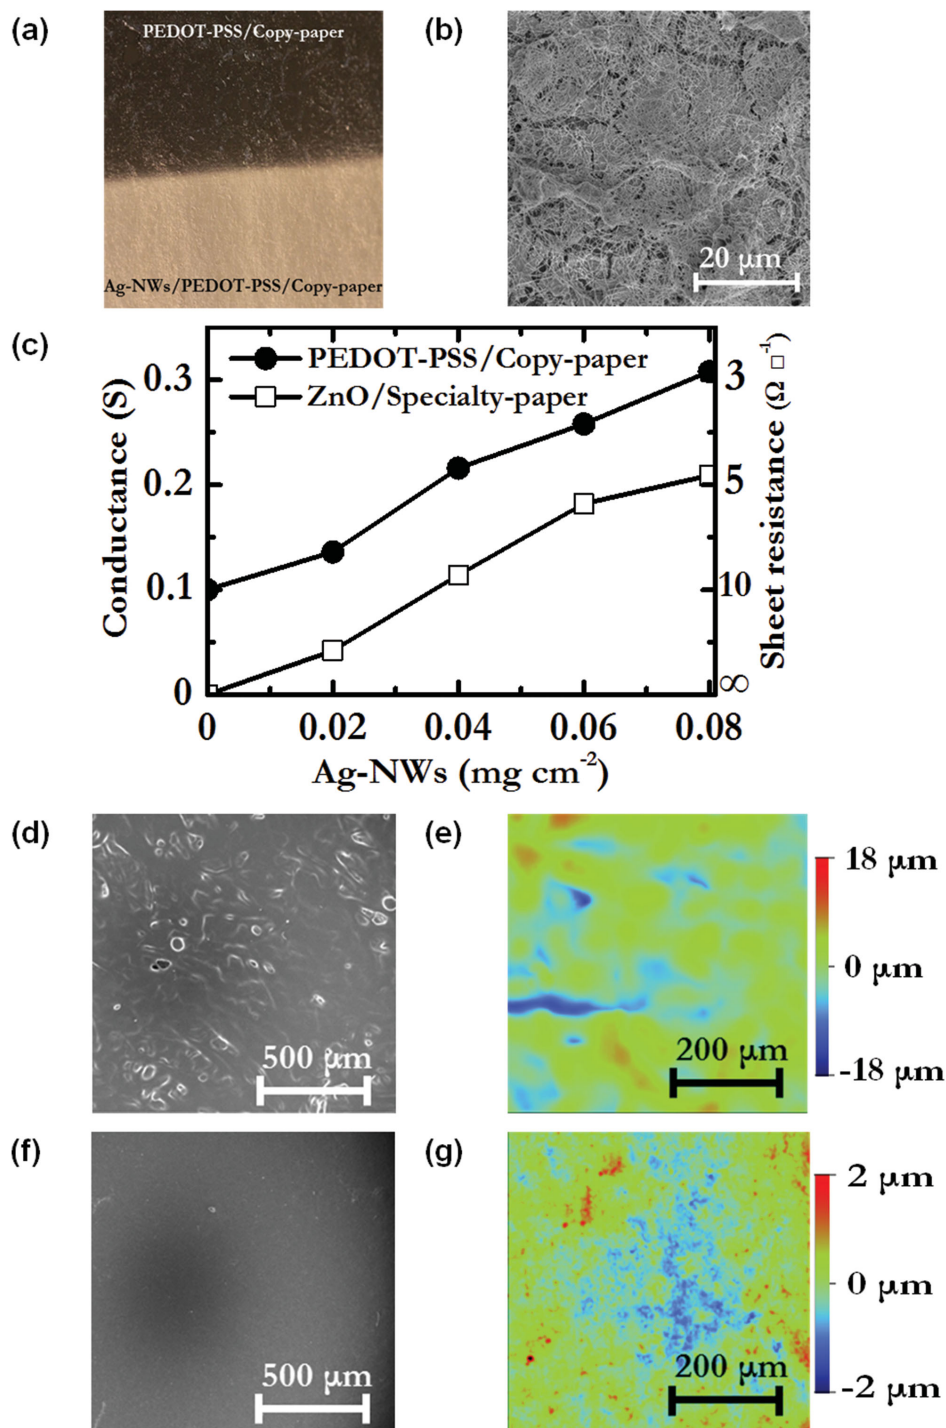 (a)
PEDOT-PSS/Copy-paper
Ag-NWs/PEDOT-PSS/Copy-paper
(b)
20 µm
(c)
PEDOT-PSS/Copy-paper
ZnO/Specialty-paper
Conductance (S)
0.3
0.2
0.1
0
3
5
10
∞
Sheet resistance (Ω □⁻¹)
0 0.02 0.04 0.06 0.08
Ag-NWs (mg cm⁻²)
(d)
500 µm
(e)
200 µm
18 µm
0 µm
-18 µm
(f)
500 µm
(g)
200 µm
2 µm
0 µm
-2 µm